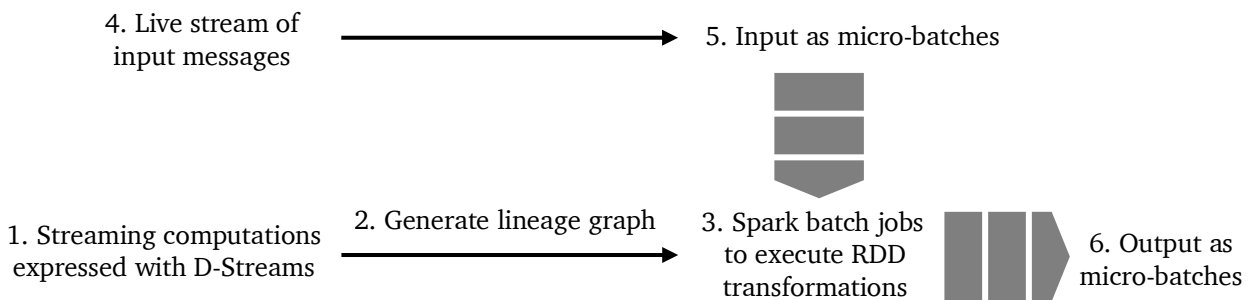 4. Live stream of
input messages
5. Input as micro-batches
1. Streaming computations
expressed with D-Streams
2. Generate lineage graph
3. Spark batch jobs
to execute RDD
transformations
6. Output as
micro-batches